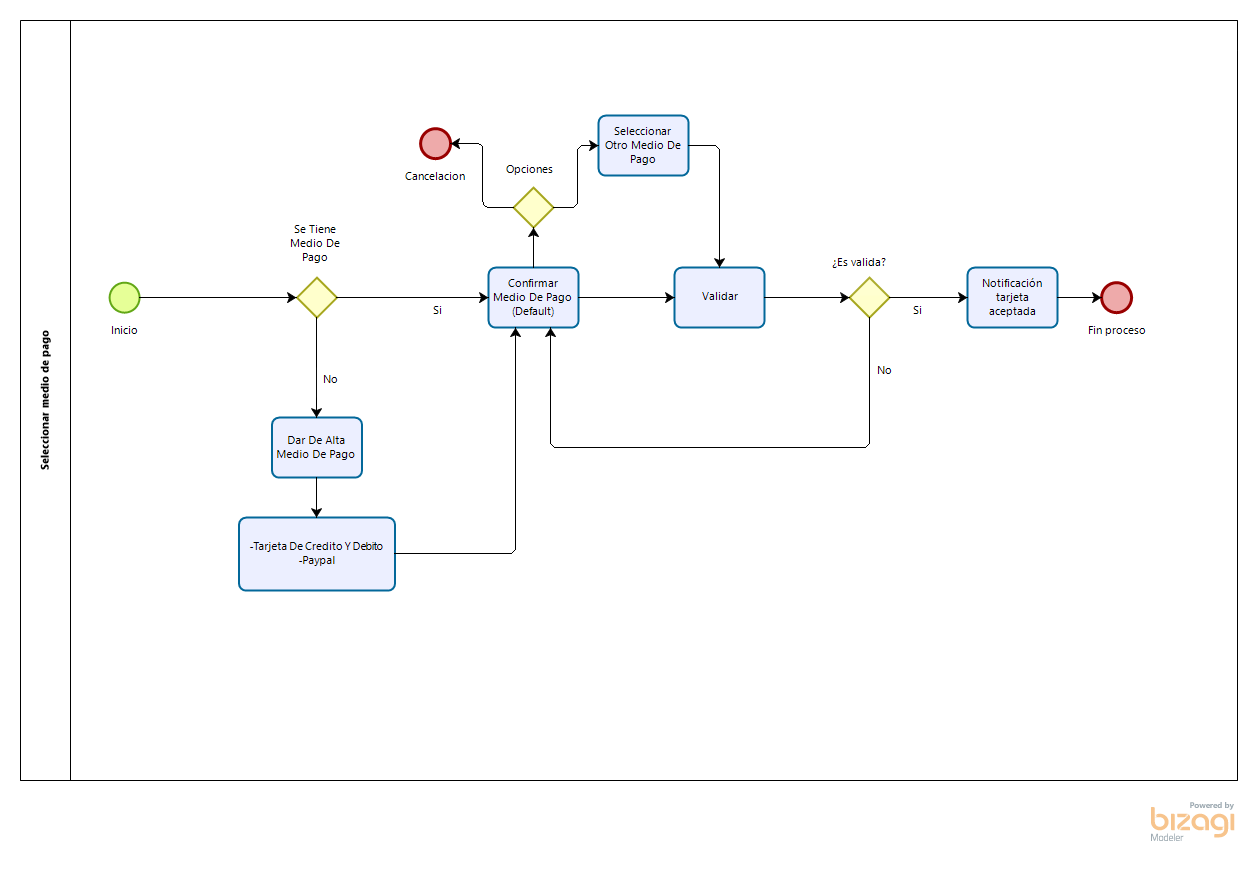 Seleccionar medio de pago
Inicio
Se Tiene
Medio De
Pago
Si
No
Dar De Alta
Medio De Pago
-Tarjeta De Credito Y Debito
-Paypal
Cancelacion
Opciones
Seleccionar
Otro Medio De
Pago
Confirmar
Medio De Pago
(Default)
Validar
¿Es valida?
Si
No
Notificación
tarjeta
aceptada
Fin proceso
Powered by
bizagi
Modeler